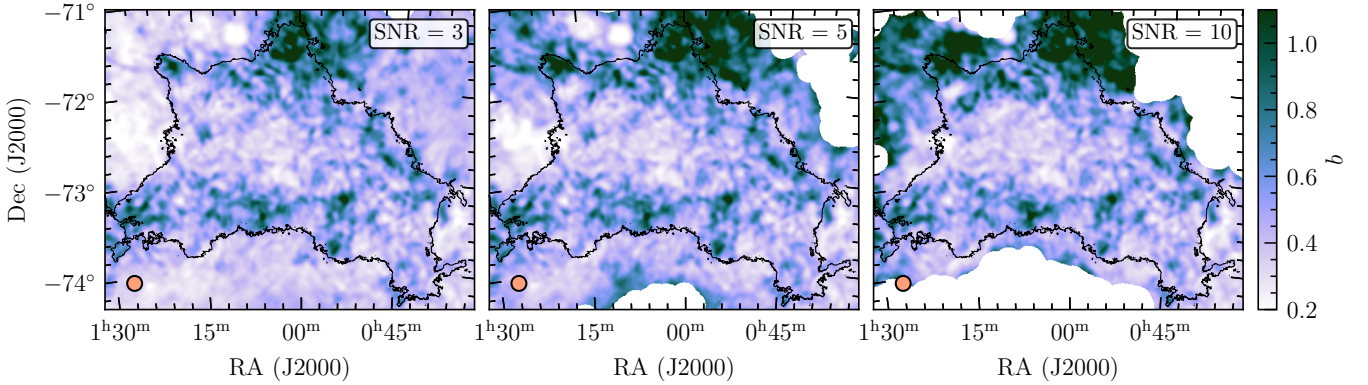 SNR = 3
SNR = 5
SNR = 10
−71°
−72°
−73°
−74°
Dec (J2000)
1ʰ30ᵐ 15ᵐ 00ᵐ 0ʰ45ᵐ
1ʰ30ᵐ 15ᵐ 00ᵐ 0ʰ45ᵐ
1ʰ30ᵐ 15ᵐ 00ᵐ 0ʰ45ᵐ
RA (J2000)
RA (J2000)
RA (J2000)
1.0
0.8
0.6
0.4
0.2
b